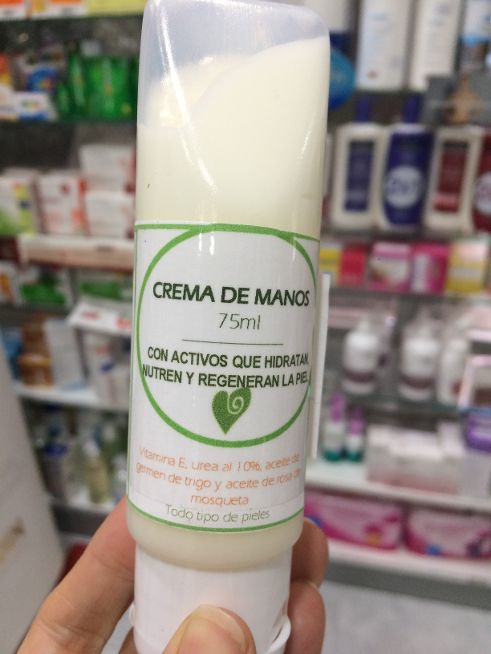 CREMA DE MANOS
75ml
CON ACTIVOS QUE HIDRATAN,
NUTREN Y REGENERAN LA PIEL
Vitamina E, urea al 10%, aceite de
germen de trigo y aceite de rosa de
mosqueta
Todo tipo de pieles